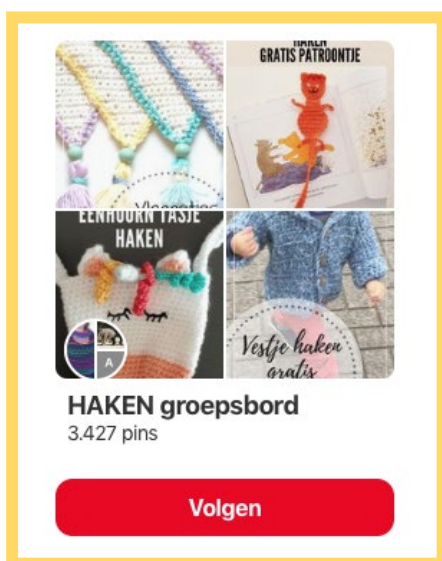 HAKEN
GRATIS PATROONTJE
EENHOORN TASJE
HAKEN
Vestje haken
gratis
A
HAKEN groepsbord
3.427 pins
Volgen